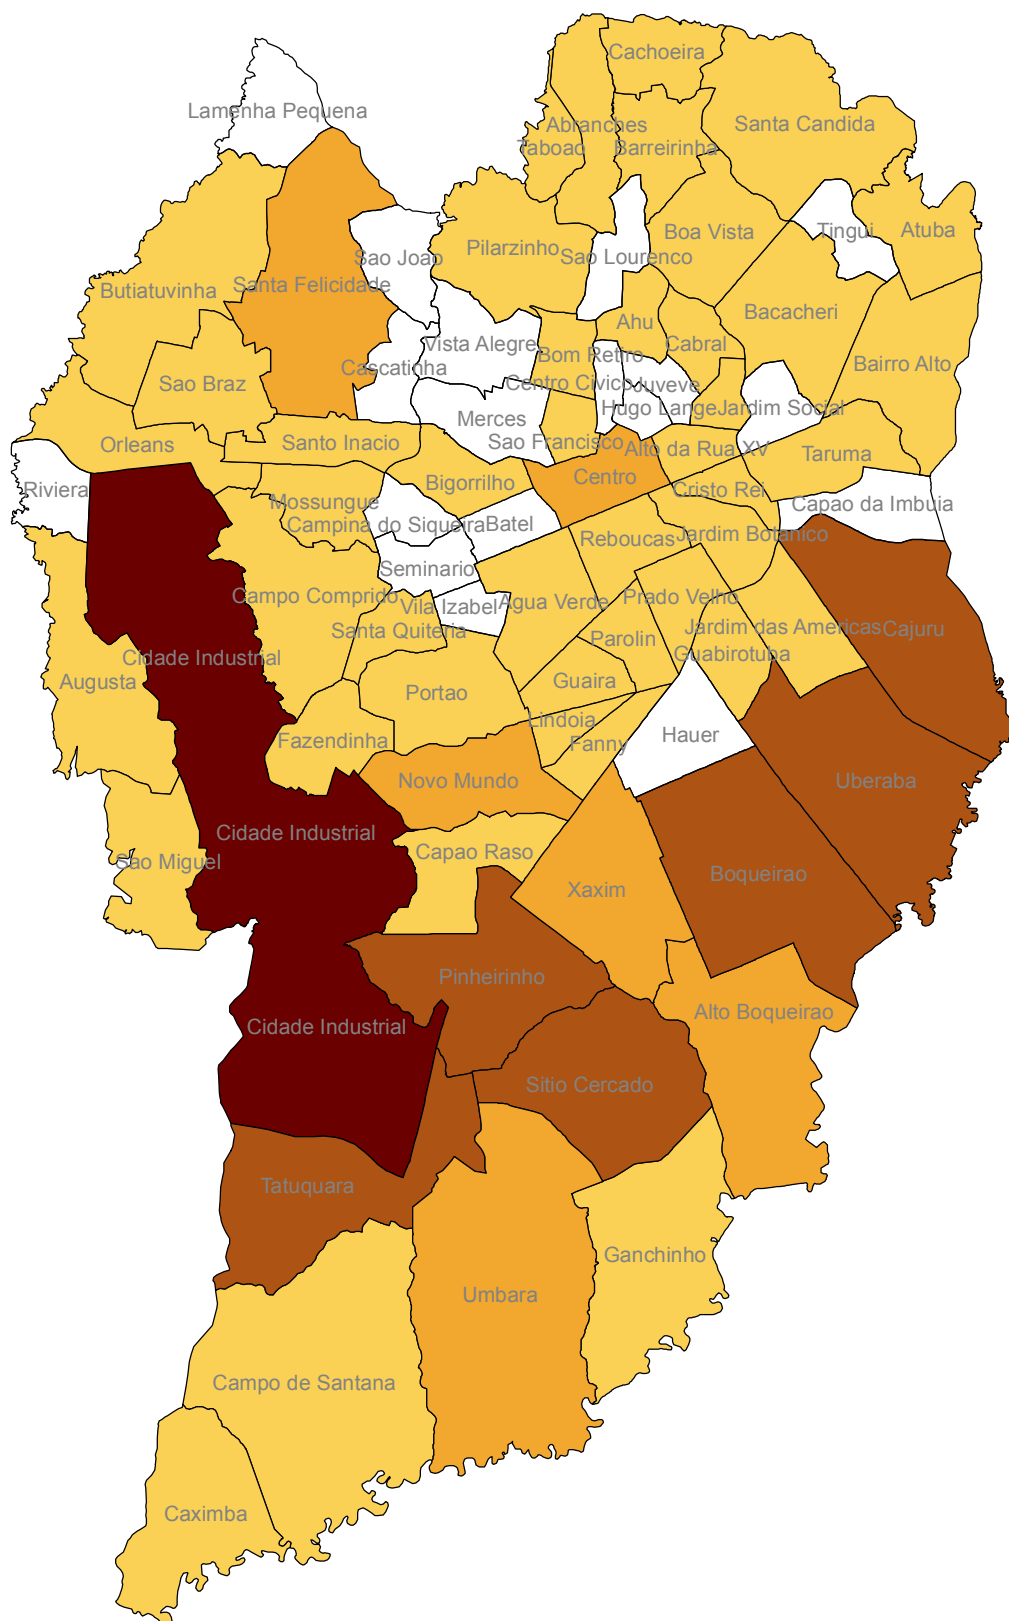 Cachoeira
Lamenha Pequena
Abranches
Santa Candida
Taboao
Barreirinha
Tingui
Atuba
Boa Vista
Pilarzinho
Sao Joao
Sao Lourenco
Santa Felicidade
Butiatuvinha
Bacacheri
Ahu
Vista Alegre
Cabral
Bom Retiro
Bairro Alto
Cascatinha
Sao Braz
Centro Civico
Juveve
Hugo Lange
Jardim Social
Merces
Sao Francisco
Santo Inacio
Orleans
Alto da Rua XV
Taruma
Centro
Bigorrilho
Riviera
Cristo Rei
Mossungue
Capao da Imbuia
Campina do Siqueira
Batel
Jardim Botanico
Reboucas
Seminario
Campo Comprido
Prado Velho
Agua Verde
Vila Izabel
Santa Quiteria
Jardim das Americas
Cajuru
Parolin
Guabirotuba
Cidade Industrial
Augusta
Guaira
Portao
Lindoia
Hauer
Fazendinha
Fanny
Novo Mundo
Uberaba
Cidade Industrial
Capao Raso
Sao Miguel
Boqueirao
Xaxim
Pinheirinho
Alto Boqueirao
Cidade Industrial
Sitio Cercado
Tatuquara
Ganchinho
Umbara
Campo de Santana
Caximba